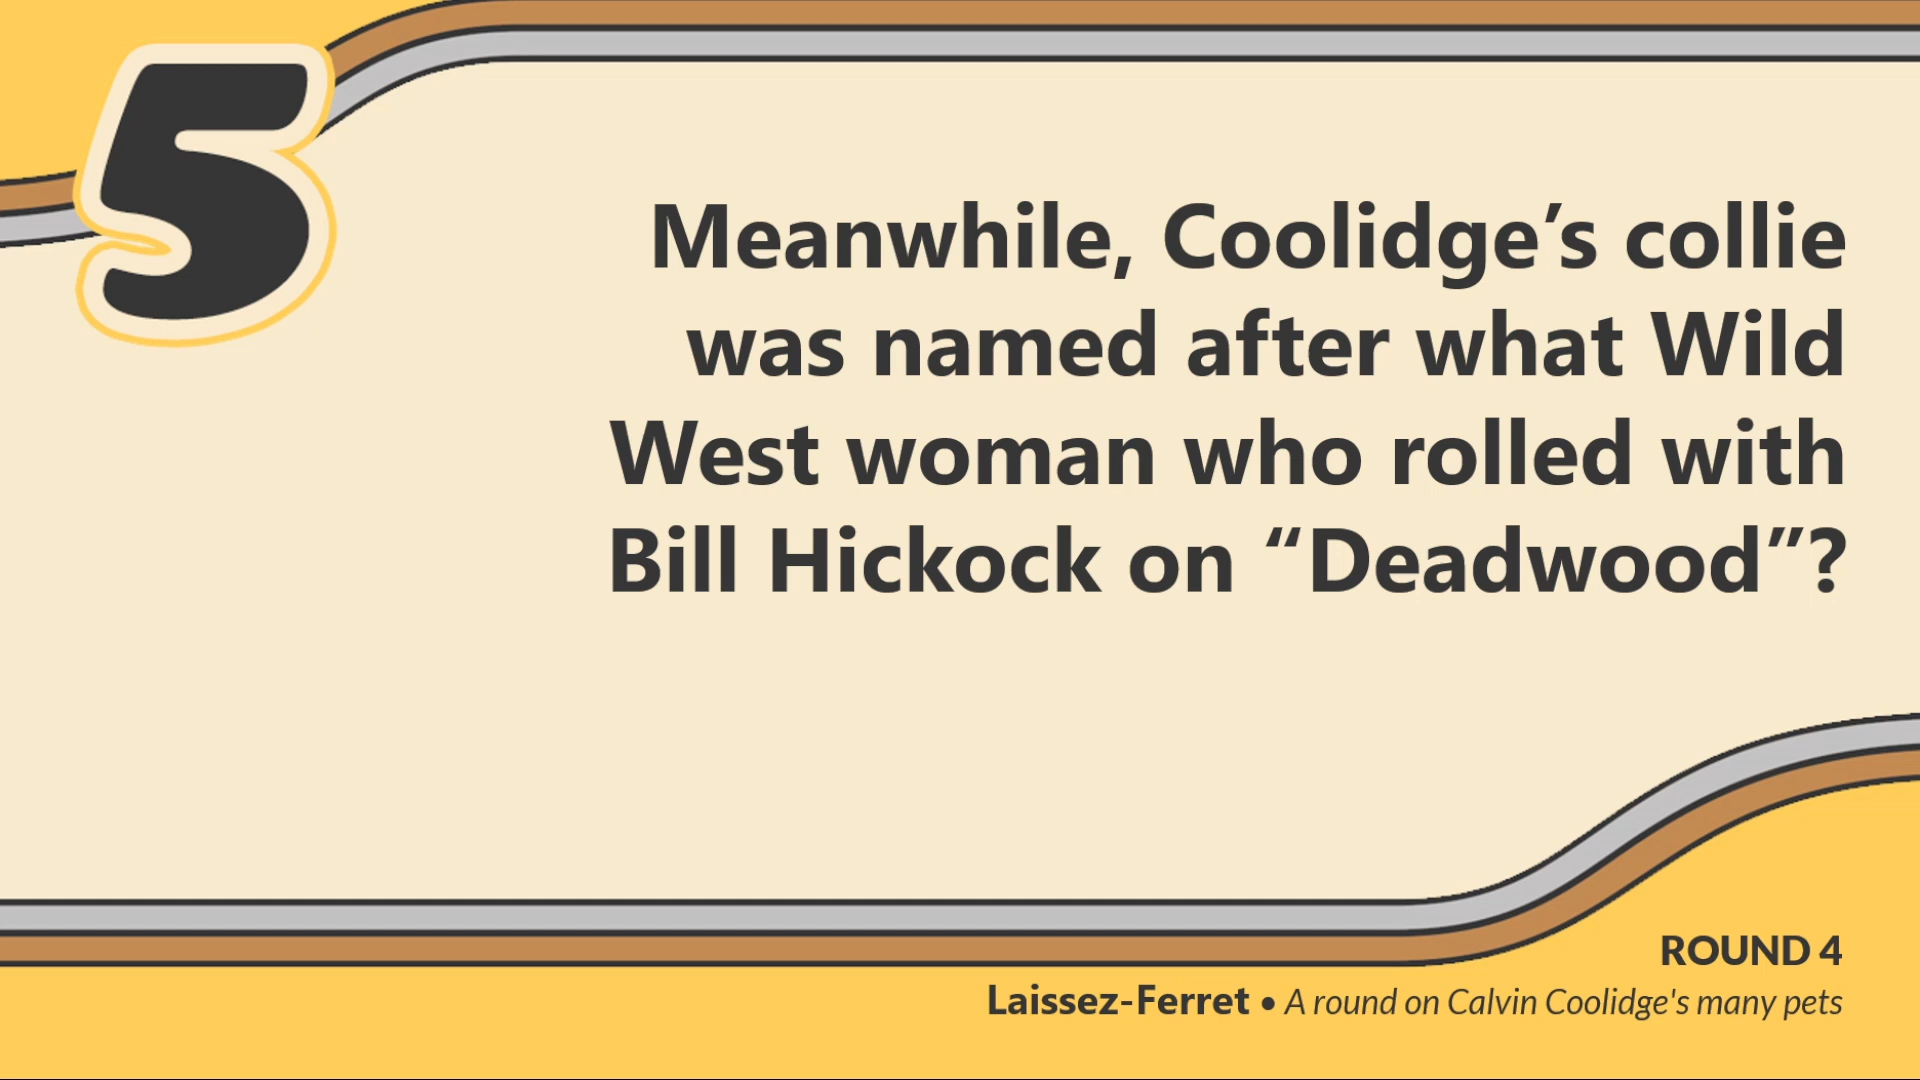 5
Meanwhile, Coolidge’s collie
was named after what Wild
West woman who rolled with
Bill Hickock on “Deadwood”?
ROUND 4
Laissez-Ferret • A round on Calvin Coolidge's many pets